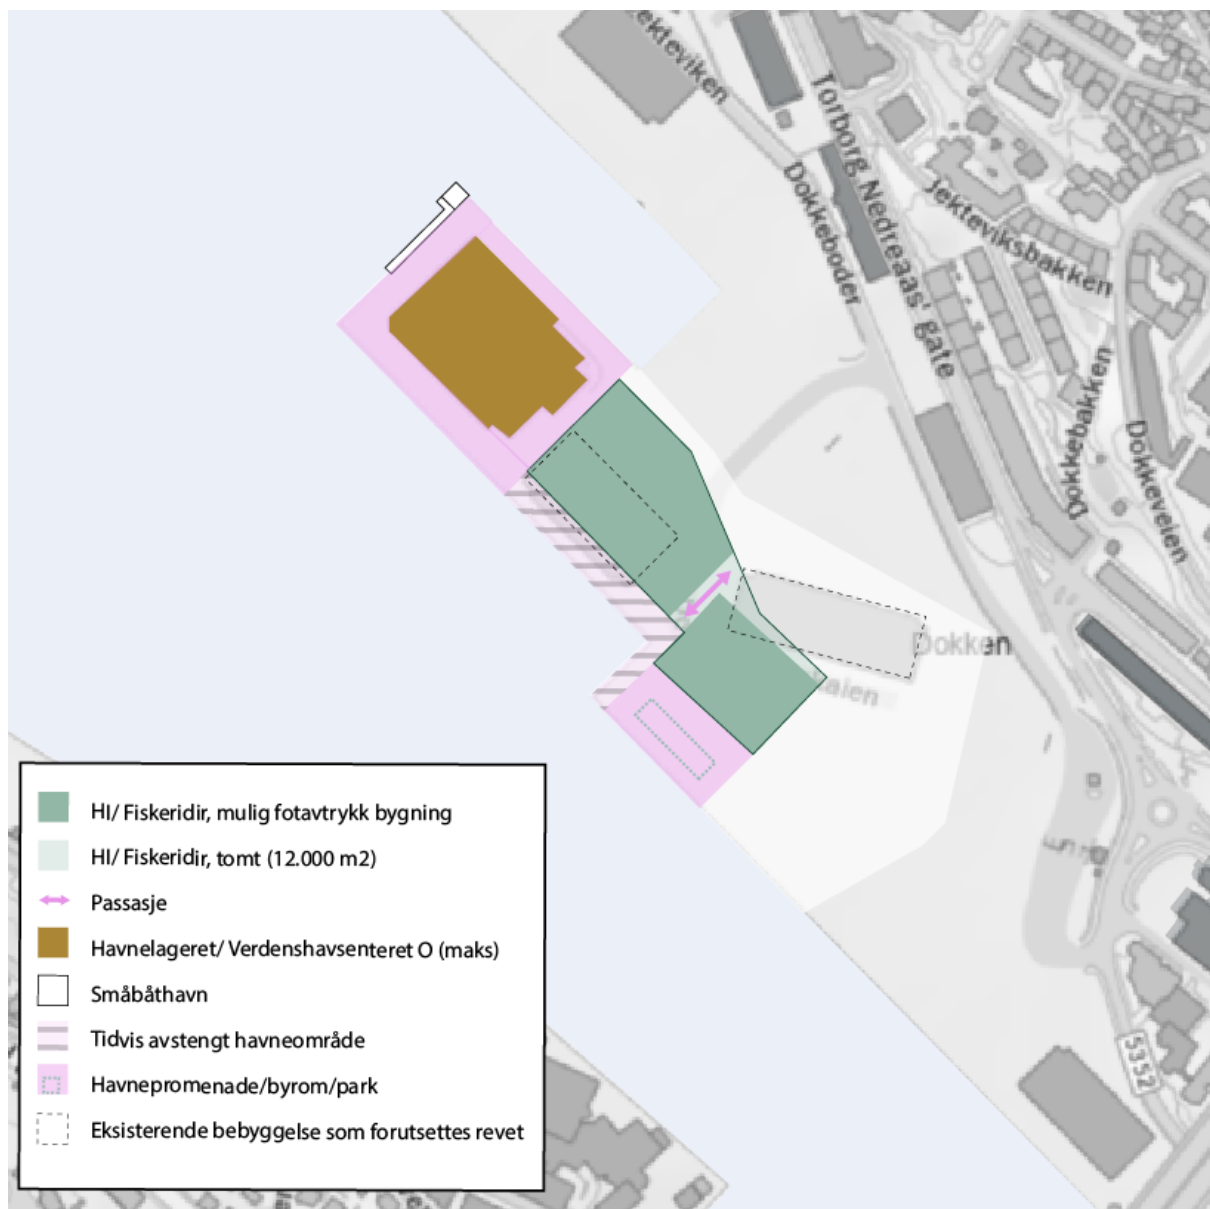 Jekteviken
Torborg Nedreaas' gate
Dokkeboder
Jekteviksbakken
Dokkebakken
Dokkeveien
Dokken
kaien
5352
HI/ Fiskeridir, mulig fotavtrykk bygning
HI/ Fiskeridir, tomt (12.000 m2)
Passasje
Havnelageret/ Verdenshavsenteret O (maks)
Småbåthavn
Tidvis avstengt havneområde
Havnepromenade/byrom/park
Eksisterende bebyggelse som forutsettes revet